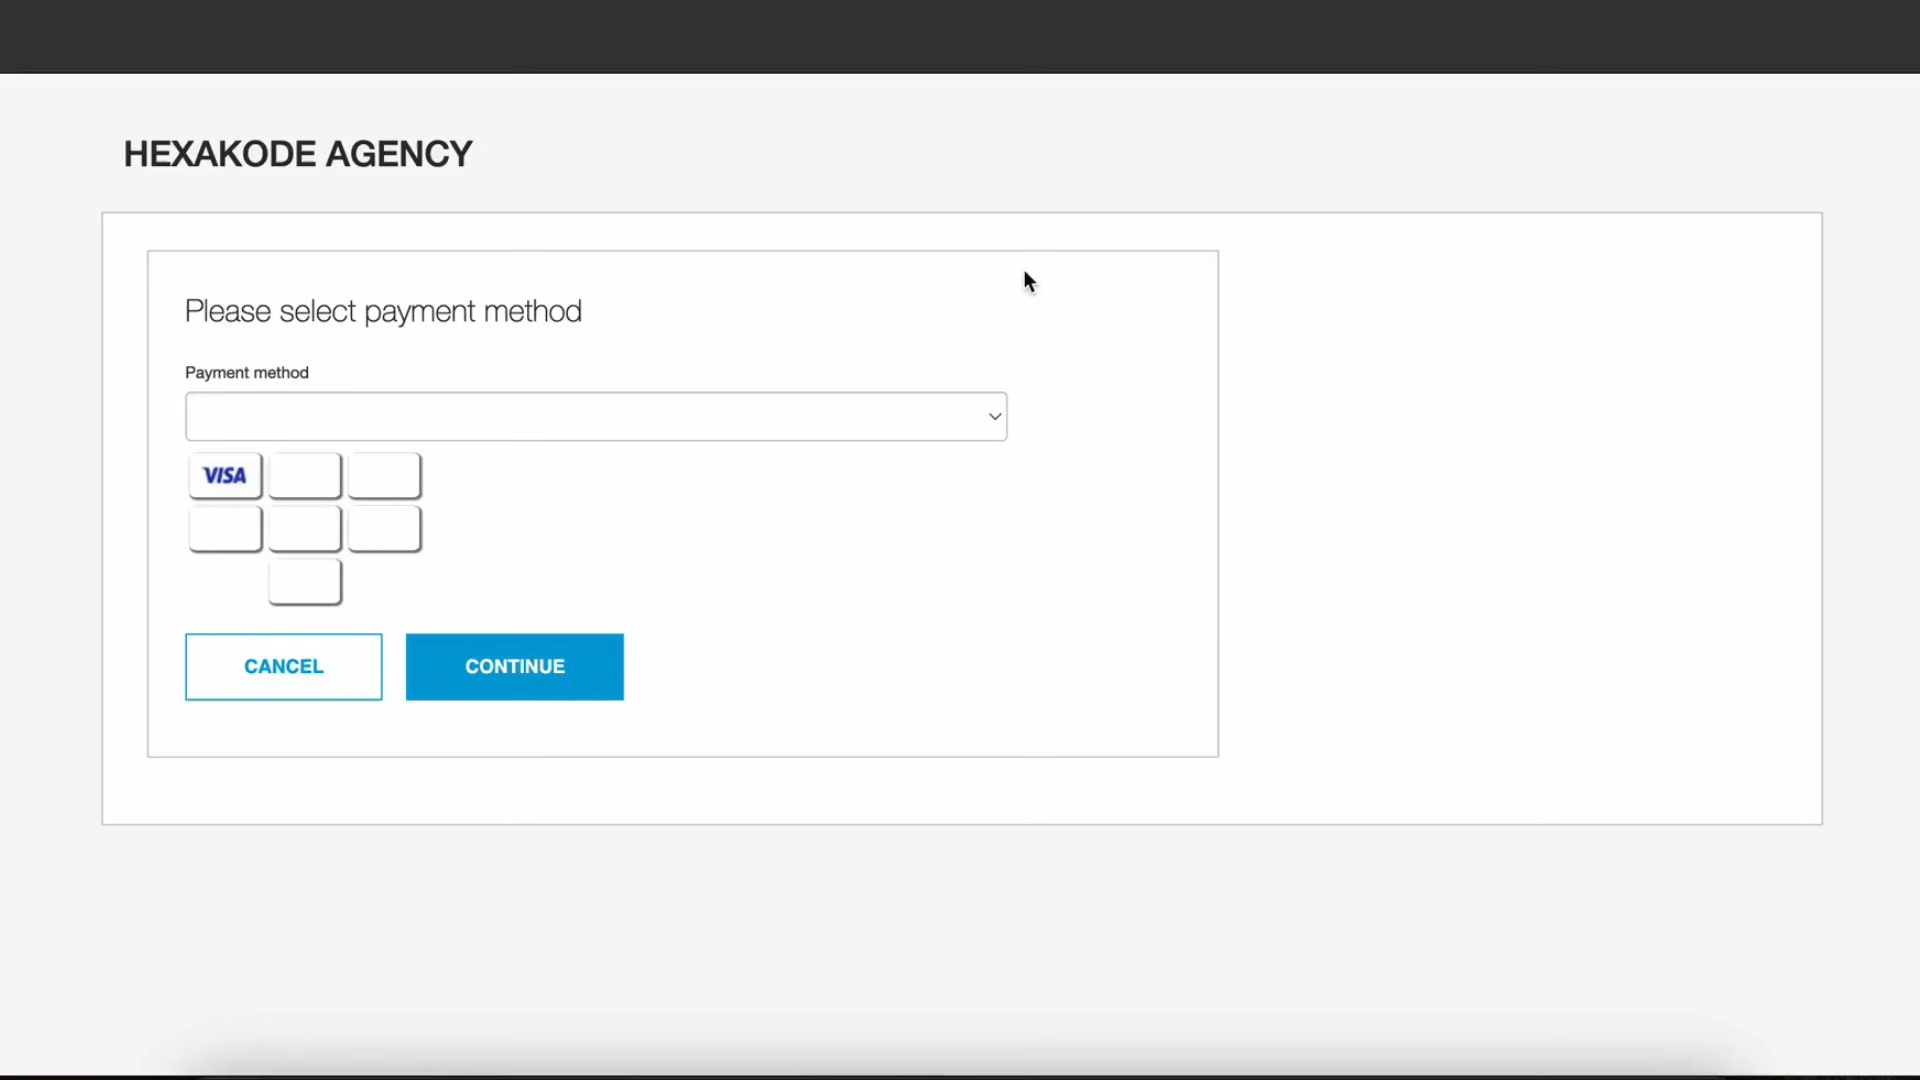 HEXAKODE AGENCY
Please select payment method
Payment method
VISA
CANCEL
CONTINUE